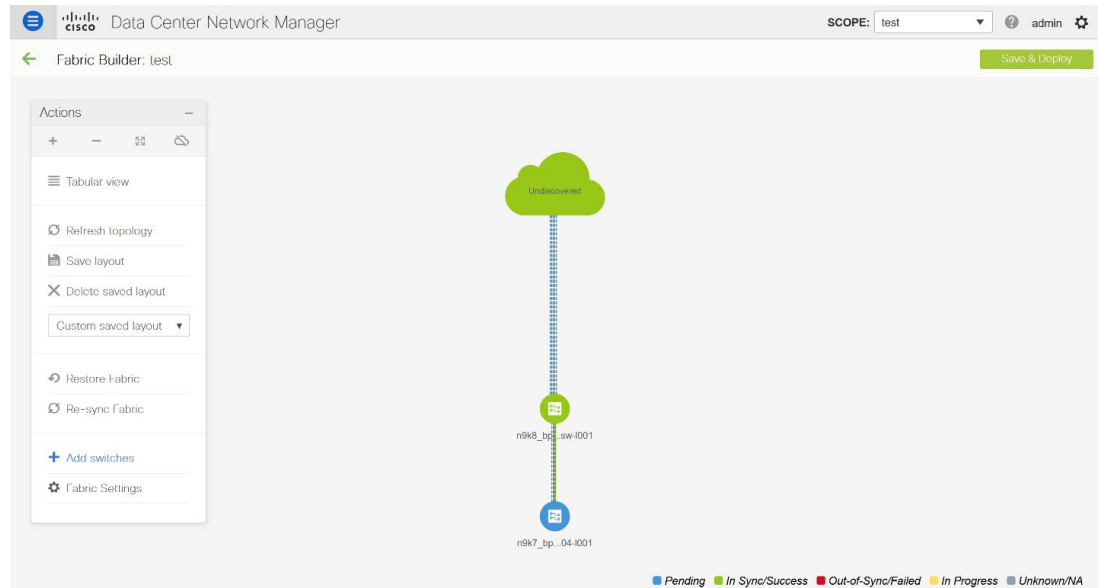 cisco Data Center Network Manager SCOPE: test admin
Fabric Builder: test Save & Deploy
Actions
Tabular view
Refresh topology
Save layout
Delete saved layout
Custom saved layout
Restore Fabric
Re-sync Fabric
Add switches
Fabric Settings
Undiscovered
n9k8_bp...sw-l001
n9k7_bp...04-l001
Pending In Sync/Success Out-of-Sync/Failed In Progress Unknown/NA